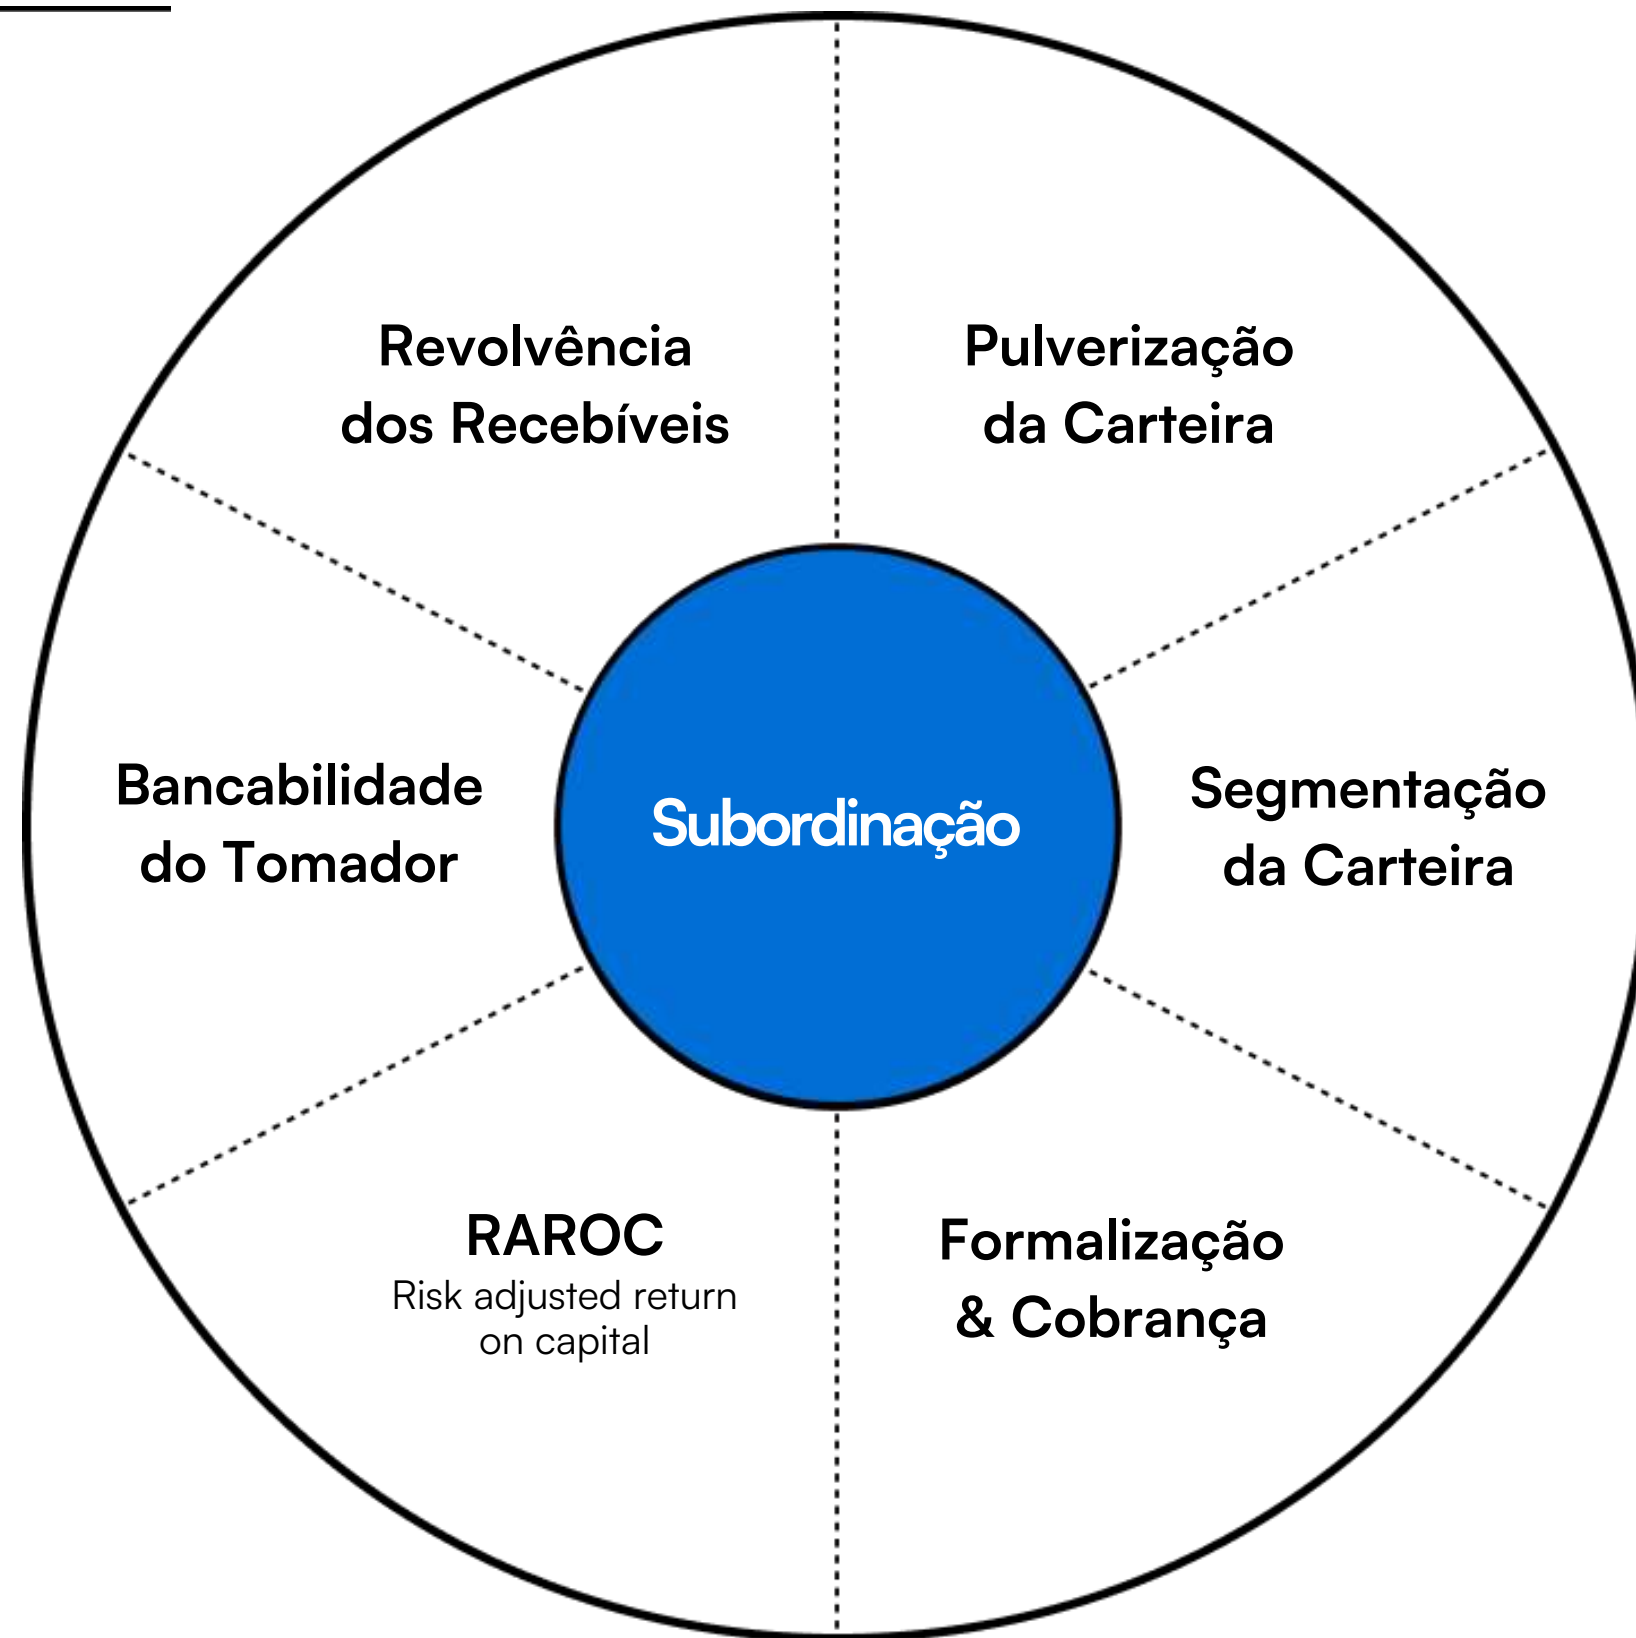 Revolvência
dos Recebíveis
Pulverização
da Carteira
Bancabilidade
do Tomador
Subordinação
Segmentação
da Carteira
RAROC
Risk adjusted return
on capital
Formalização
& Cobrança